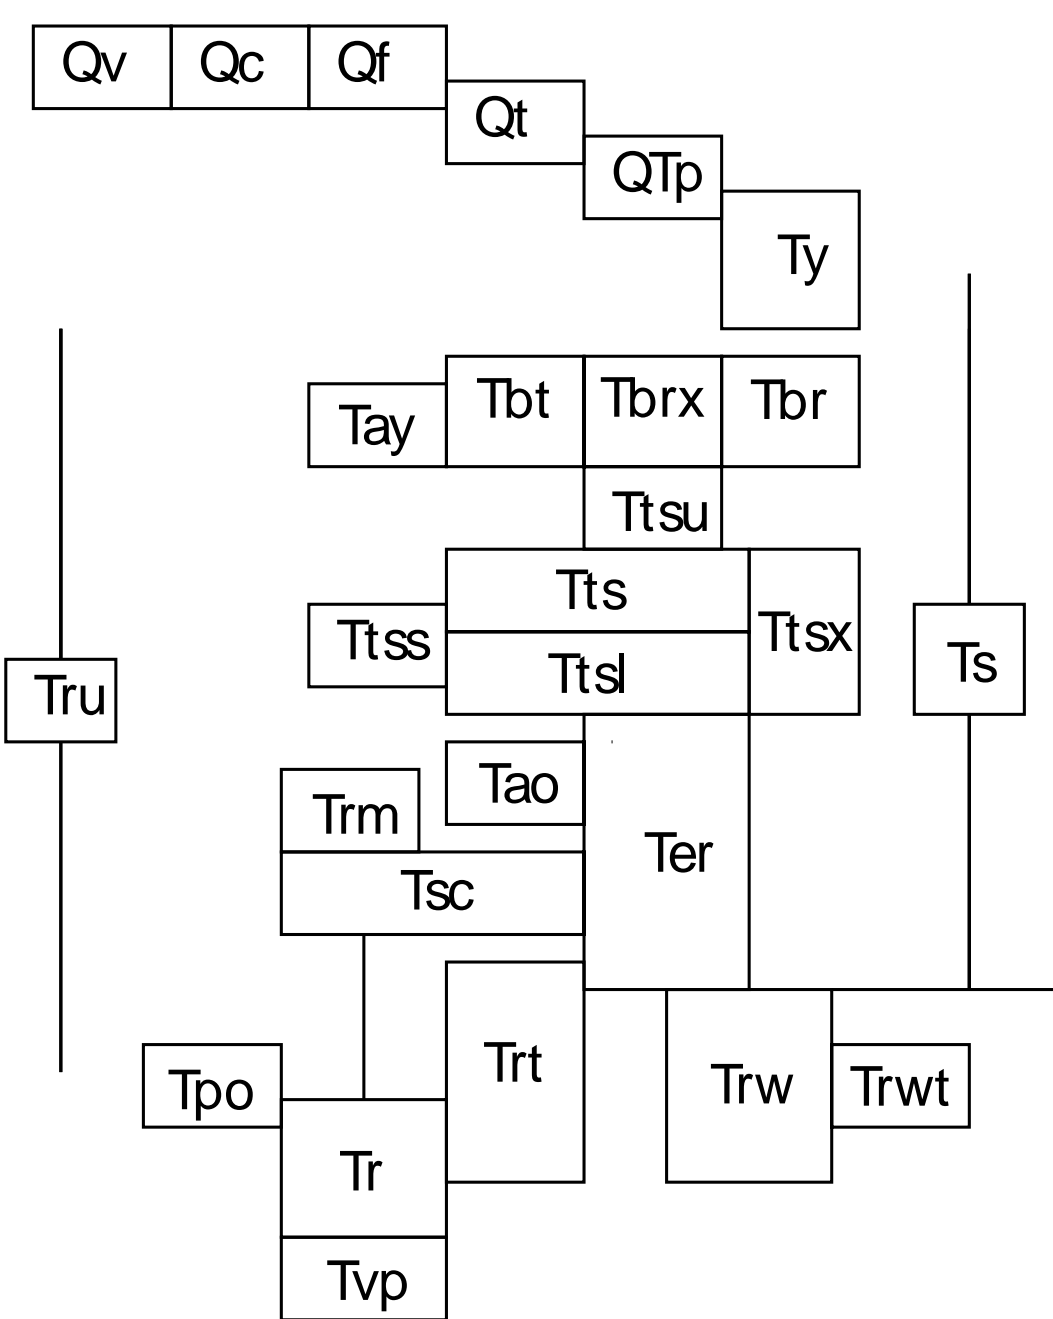 Qv Qc Qf
Qt
QTp
Ty
Tay Tbt Tbrx Tbr
Ttsu
Tts
Ttss Ttsx
Ttsl
Ts
Tru
Tao
Trm
Ter
Tsc
Trt
Tpo Trw Trwt
Tr
Tvp